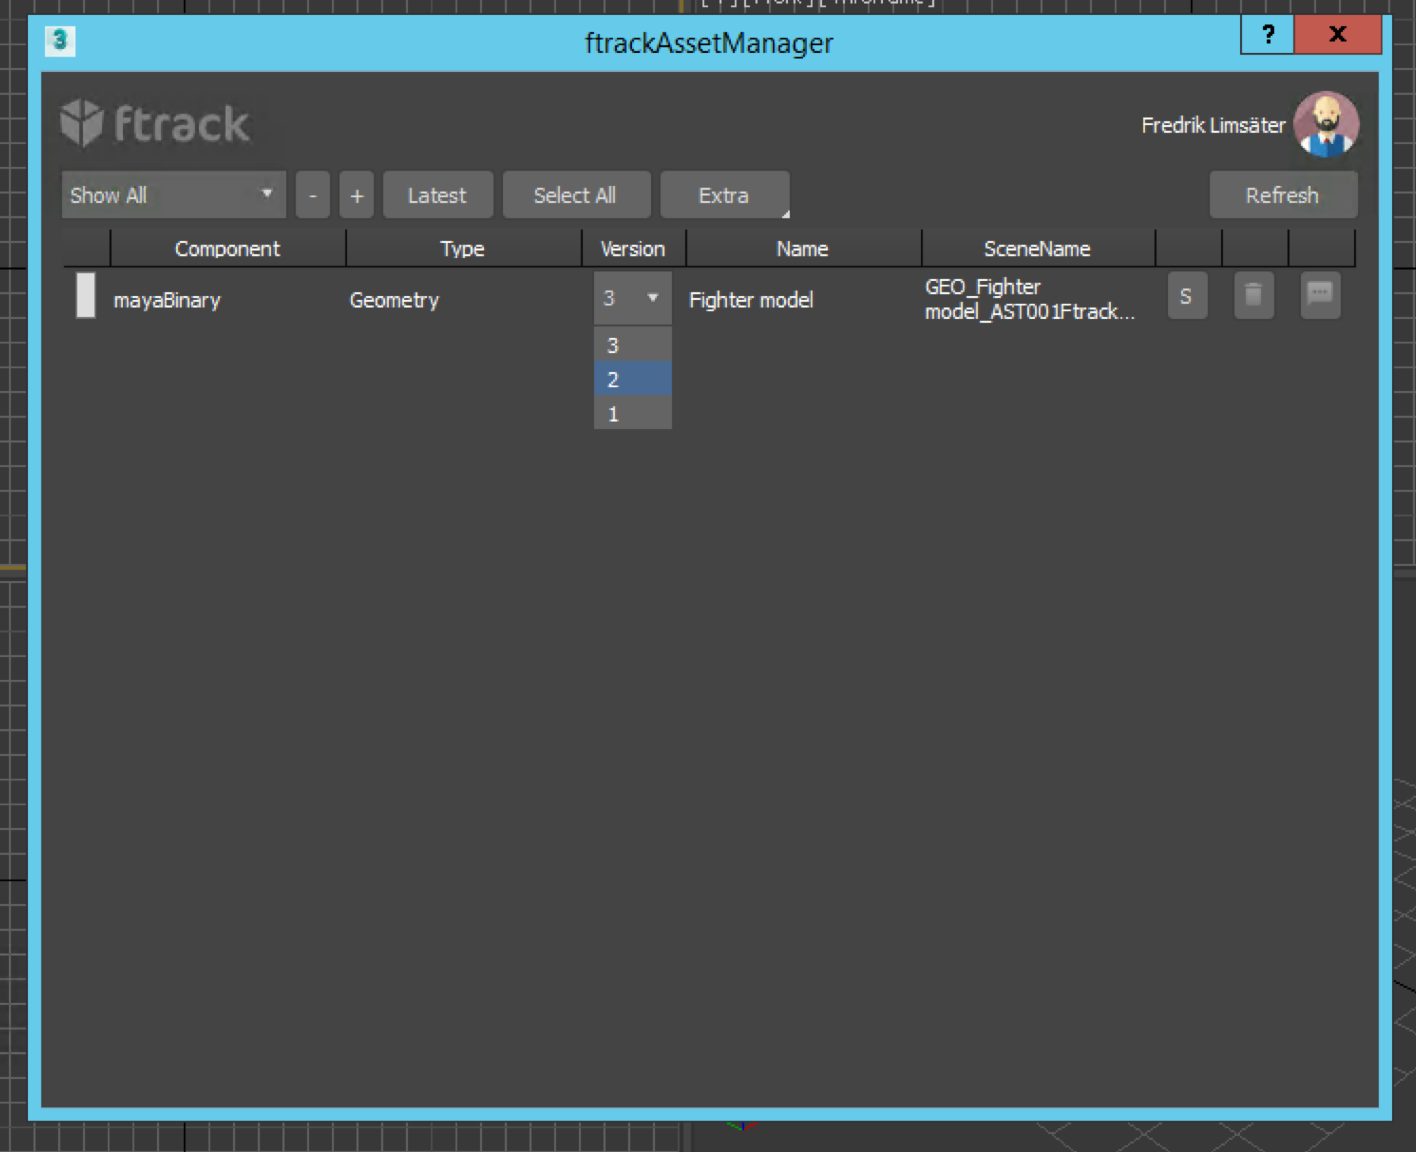 3
ftrackAssetManager
?
x
ftrack
Fredrik Limsäter
Show All
-
+
Latest
Select All
Extra
Refresh
Component
Type
Version
Name
SceneName
mayaBinary
Geometry
3
Fighter model
GEO_Fighter
model_AST001Ftrack...
S
3
2
1